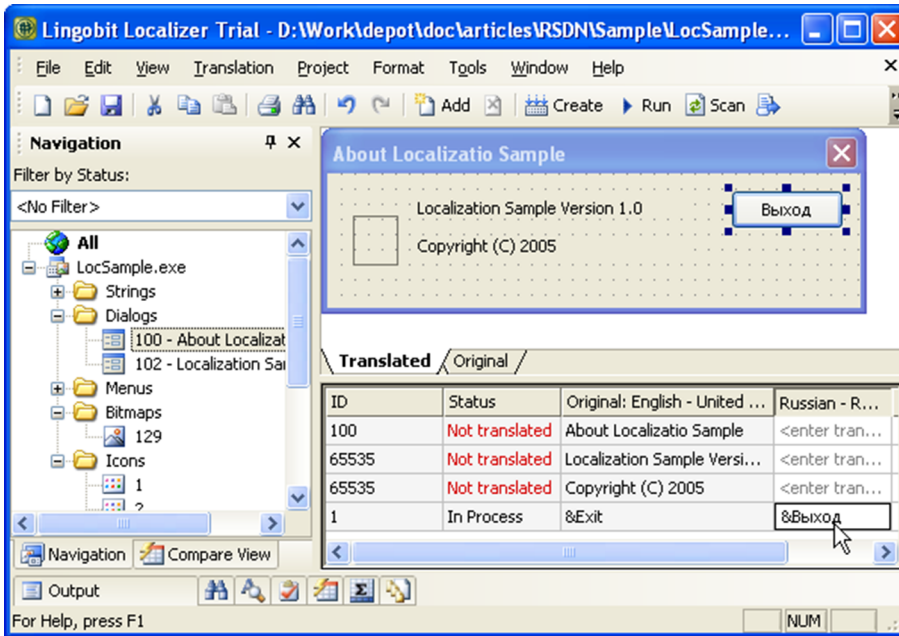 Lingobit Localizer Trial - D:\Work\depot\doc\articles\RSDN\Sample\LocSample...
File Edit View Translation Project Format Tools Window Help
Add Create Run Scan
Navigation
Filter by Status:
<No Filter>
All
LocSample.exe
Strings
Dialogs
100 - About Localizat
102 - Localization Sa
Menus
Bitmaps
129
Icons
1
2
Navigation Compare View
About Localizatio Sample
Localization Sample Version 1.0
Выход
Copyright (C) 2005
Translated Original
ID Status Original: English - United ... Russian - R...
100 Not translated About Localizatio Sample <enter tran...
65535 Not translated Localization Sample Versi... <enter tran...
65535 Not translated Copyright (C) 2005 <enter tran...
1 In Process &Exit &Выход
Output
For Help, press F1
NUM